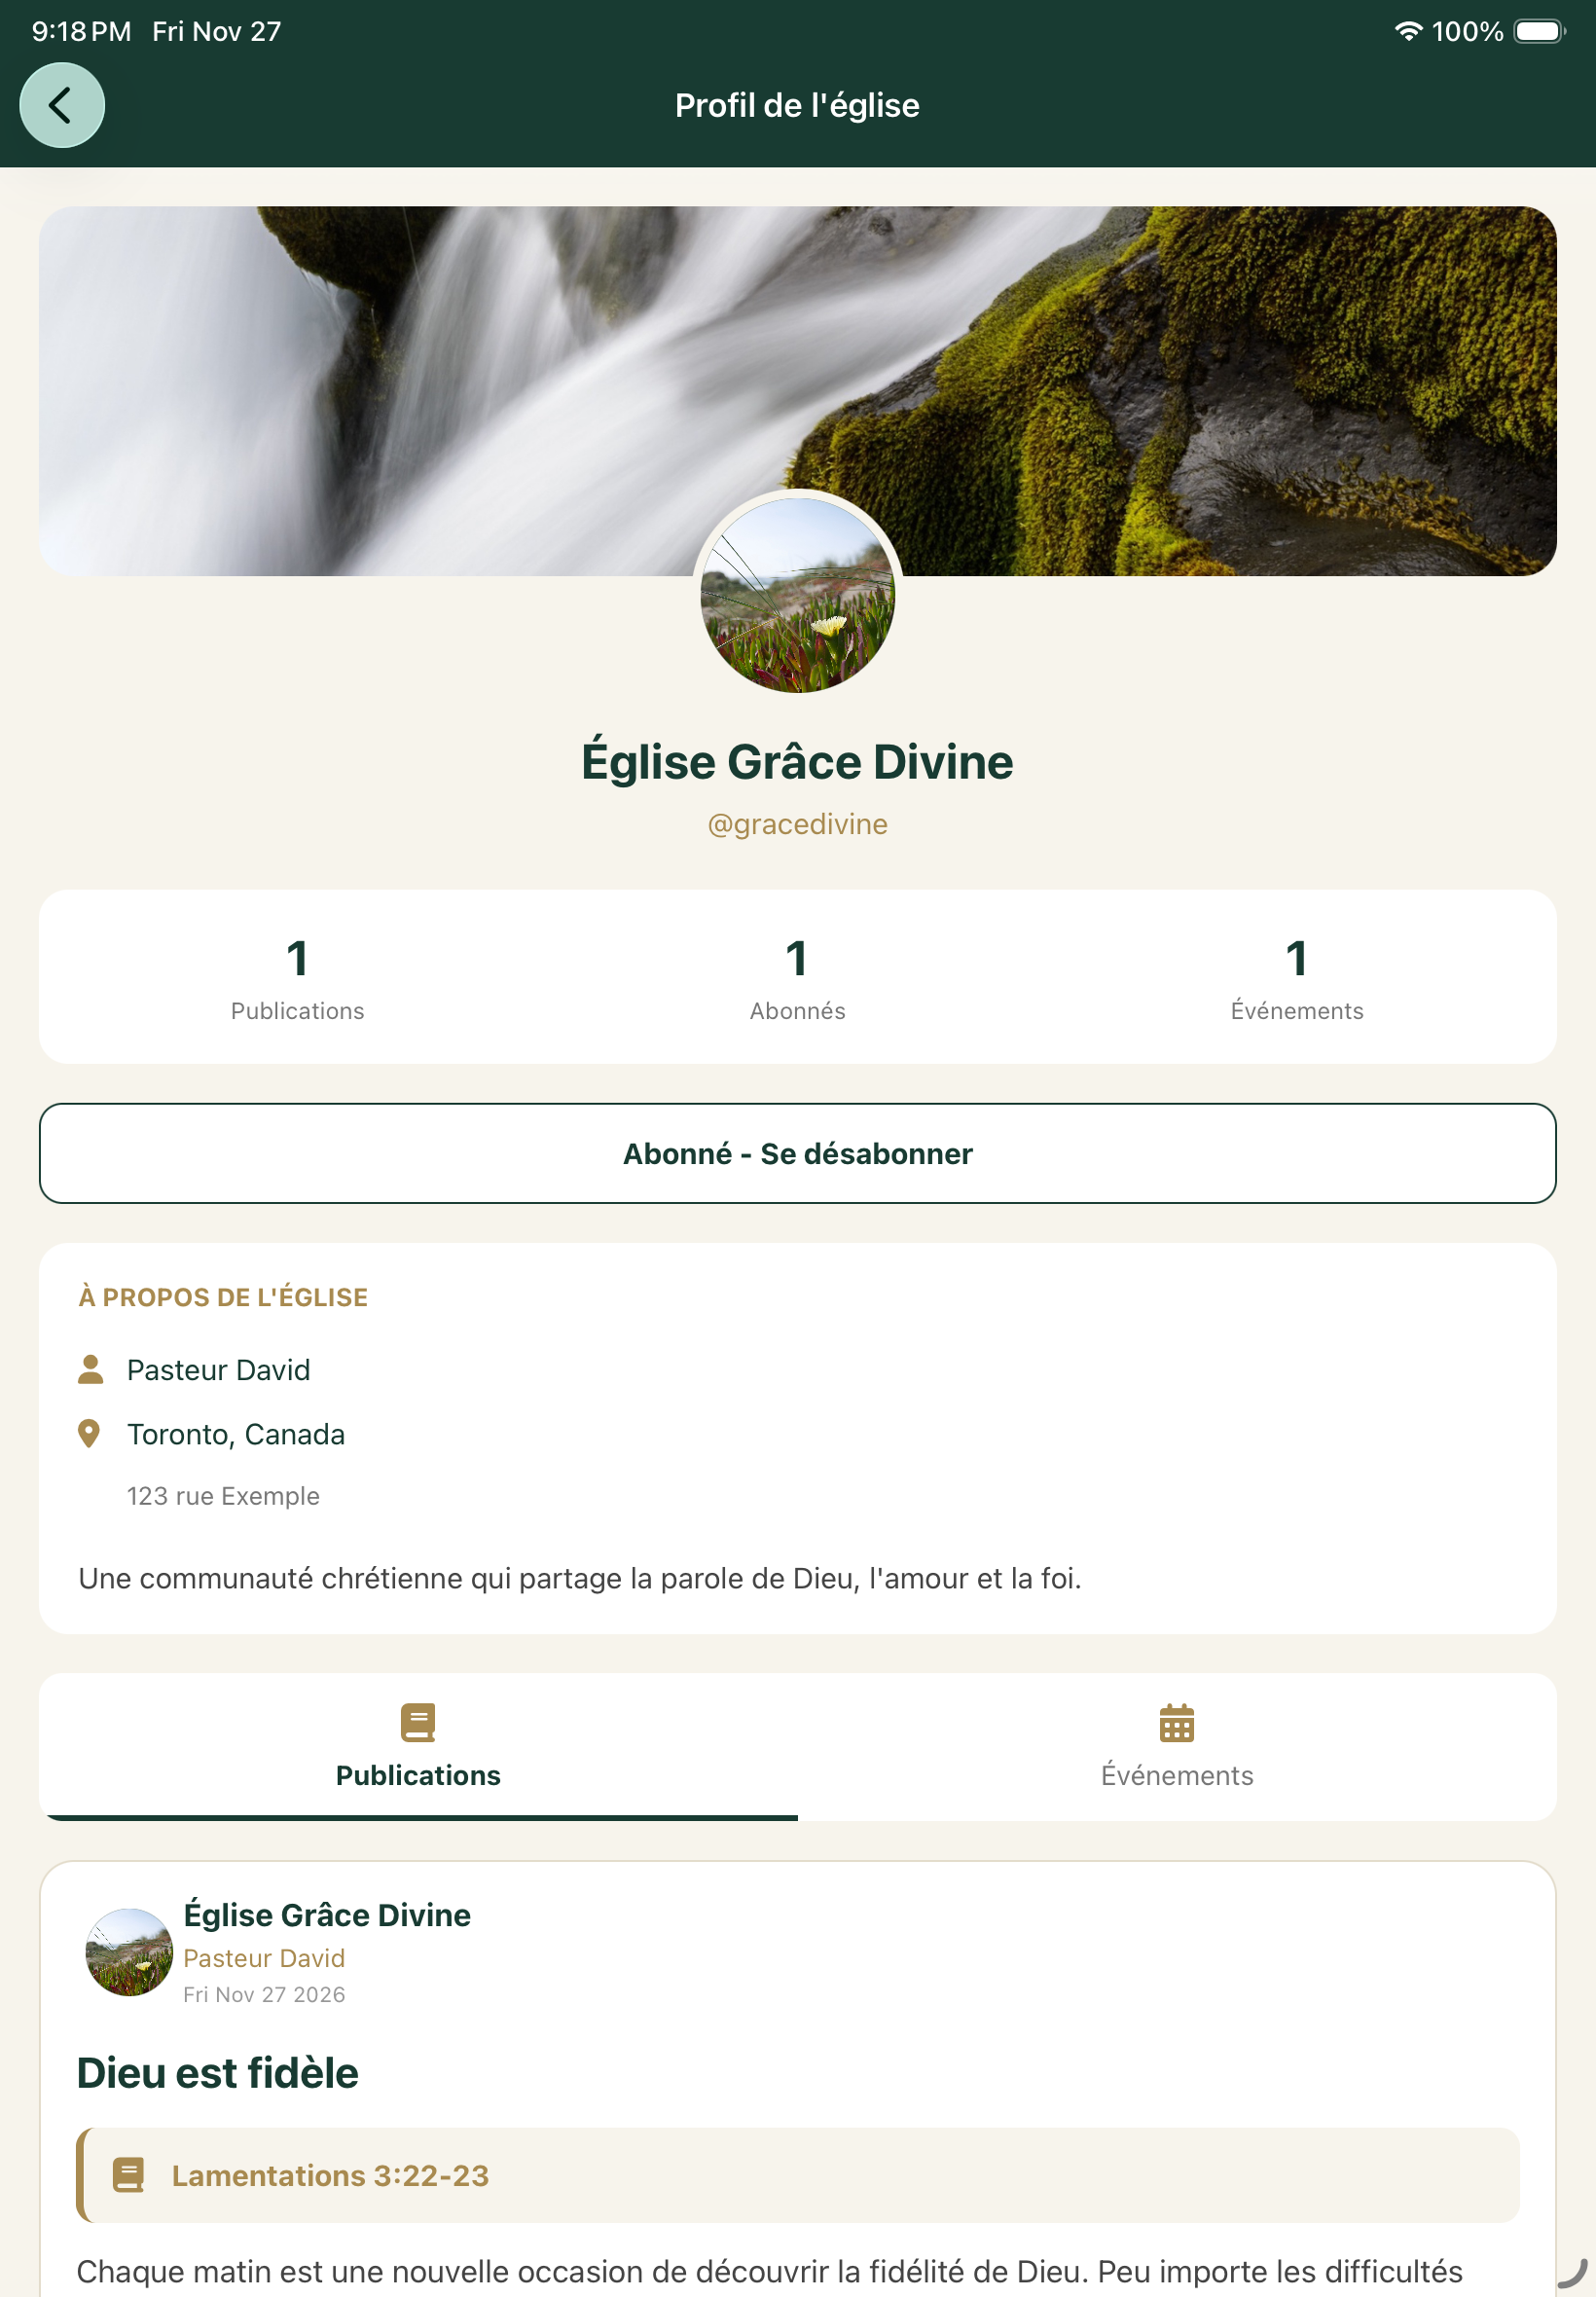 9:18 PM Fri Nov 27
100%
Profil de l'église
Église Grâce Divine
@gracedivine
1 1 1
Publications Abonnés Événements
Abonné - Se désabonner
À PROPOS DE L'ÉGLISE
Pasteur David
Toronto, Canada
123 rue Exemple
Une communauté chrétienne qui partage la parole de Dieu, l'amour et la foi.
Publications Événements
Église Grâce Divine
Pasteur David
Fri Nov 27 2026
Dieu est fidèle
Lamentations 3:22-23
Chaque matin est une nouvelle occasion de découvrir la fidélité de Dieu. Peu importe les difficultés